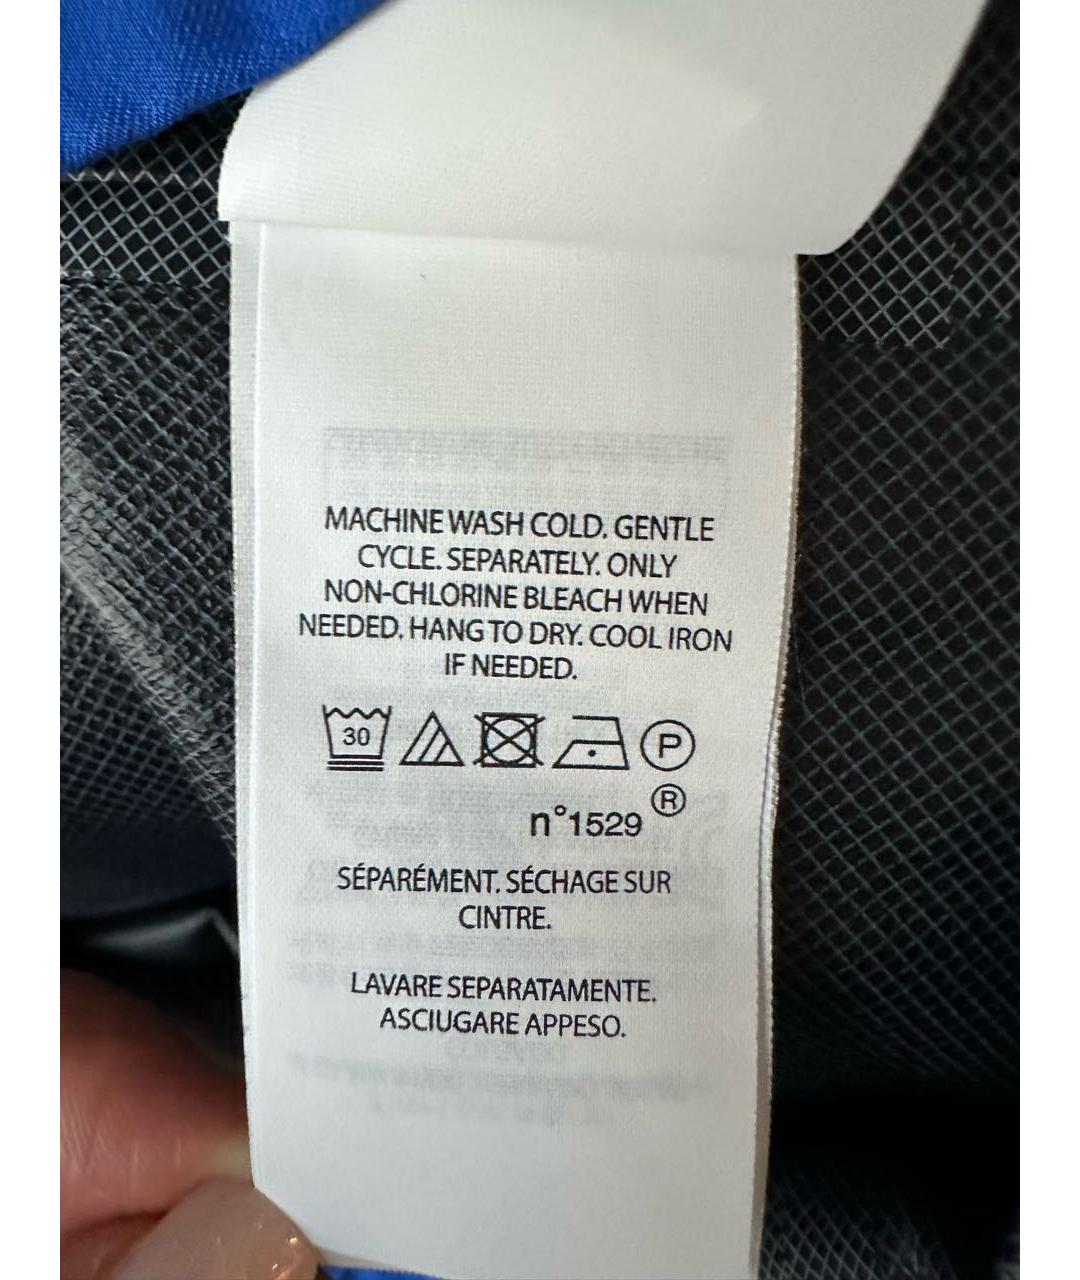 MACHINE WASH COLD. GENTLE
CYCLE. SEPARATELY. ONLY
NON-CHLORINE BLEACH WHEN
NEEDED. HANG TO DRY. COOL IRON
IF NEEDED.
30 P
®
n°1529
SÉPARÉMENT. SÉCHAGE SUR
CINTRE.
LAVARE SEPARATAMENTE.
ASCIUGARE APPESO.